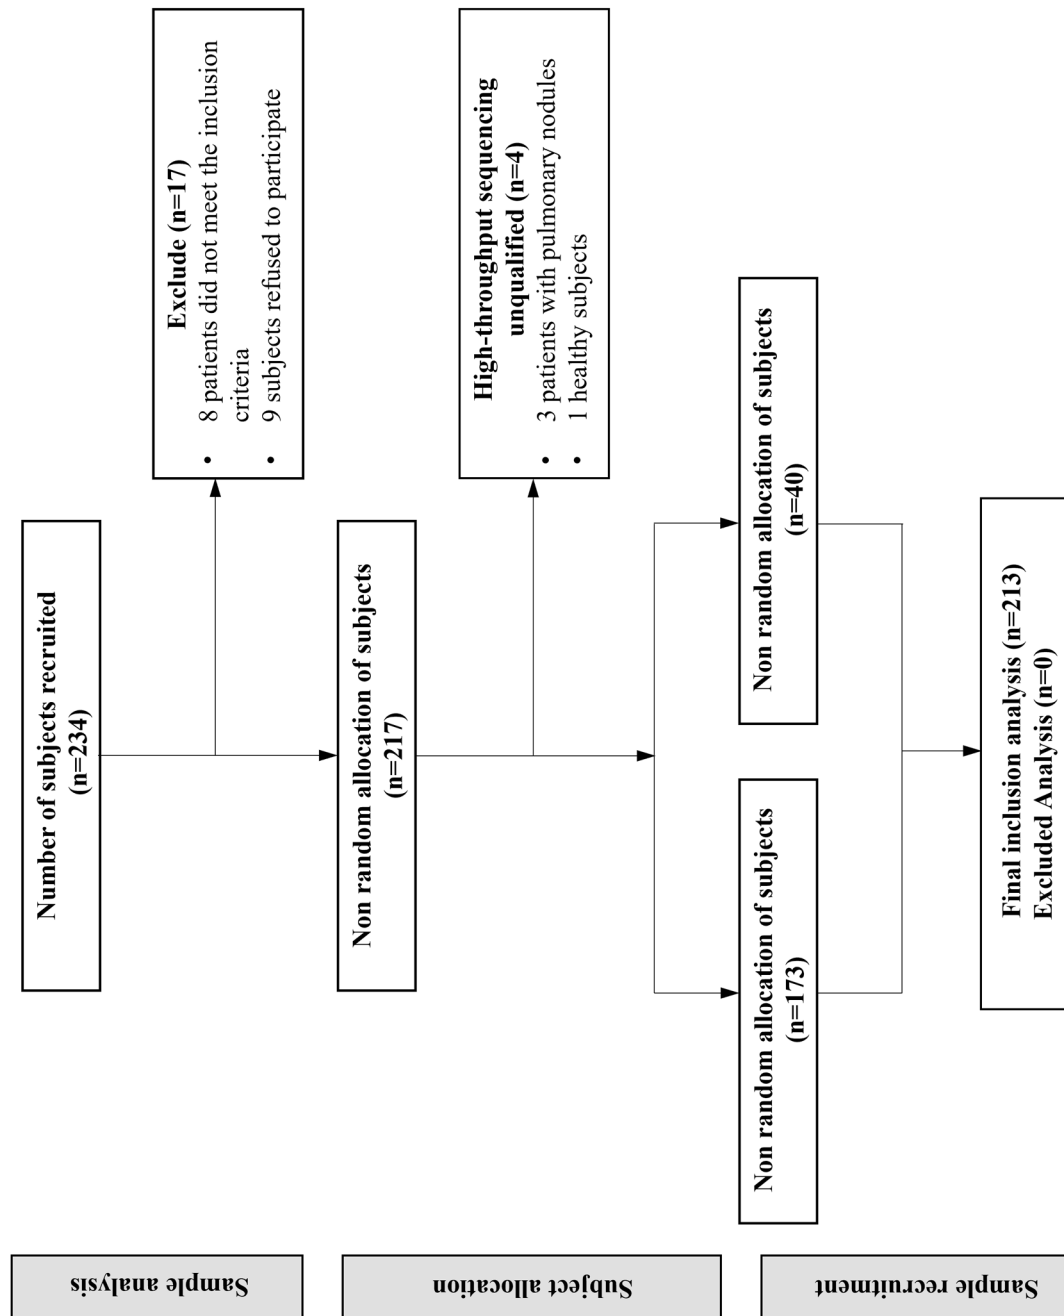 Number of subjects recruited
(n=234)
Exclude (n=17)
• 8 patients did not meet the inclusion
criteria
• 9 subjects refused to participate
Non random allocation of subjects
(n=217)
High-throughput sequencing
unqualified (n=4)
• 3 patients with pulmonary nodules
• 1 healthy subjects
Non random allocation of subjects
(n=173)
Non random allocation of subjects
(n=40)
Final inclusion analysis (n=213)
Excluded Analysis (n=0)
Sample analysis
Subject allocation
Sample recruitment